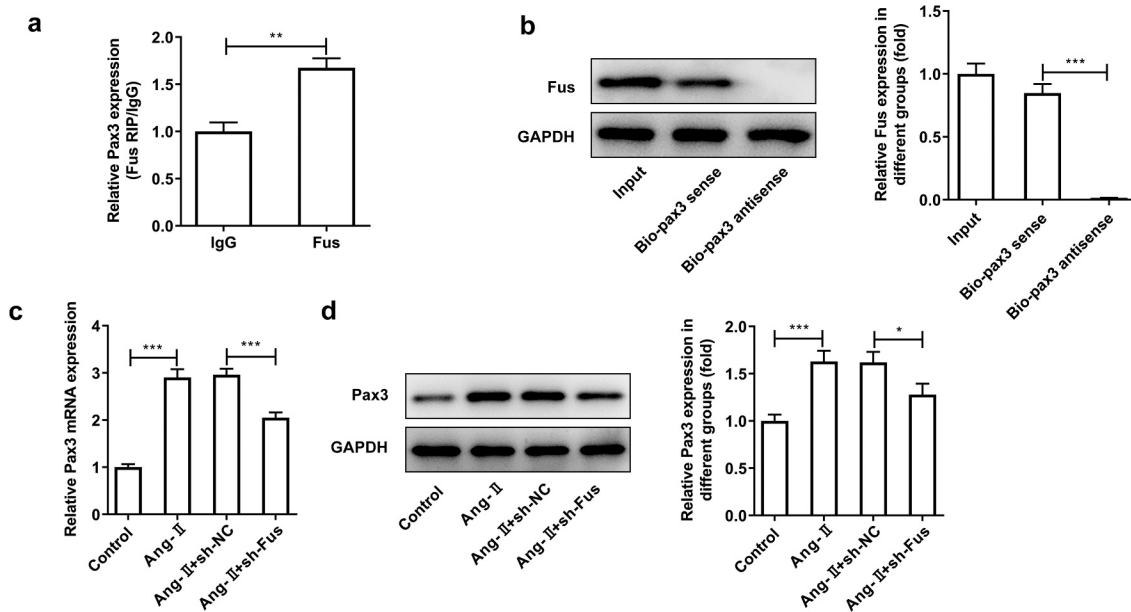 a
Relative Pax3 expression
(Fus RIP/IgG)
2.0
1.5
1.0
0.5
0.0
**
IgG
Fus
b
Fus
GAPDH
Input
Bio-pax3 sense
Bio-pax3 antisense
Relative Fus expression in
different groups (fold)
1.5
1.0
0.5
0.0
***
Input
Bio-pax3 sense
Bio-pax3 antisense
c
Relative Pax3 mRNA expression
4
3
2
1
0
***
***
Control
Ang-Ⅱ
Ang-Ⅱ+sh-NC
Ang-Ⅱ+sh-Fus
d
Pax3
GAPDH
Control
Ang-Ⅱ
Ang-Ⅱ+sh-NC
Ang-Ⅱ+sh-Fus
Relative Pax3 expression in
different groups (fold)
2.0
1.5
1.0
0.5
0.0
***
*
Control
Ang-Ⅱ
Ang-Ⅱ+sh-NC
Ang-Ⅱ+sh-Fus